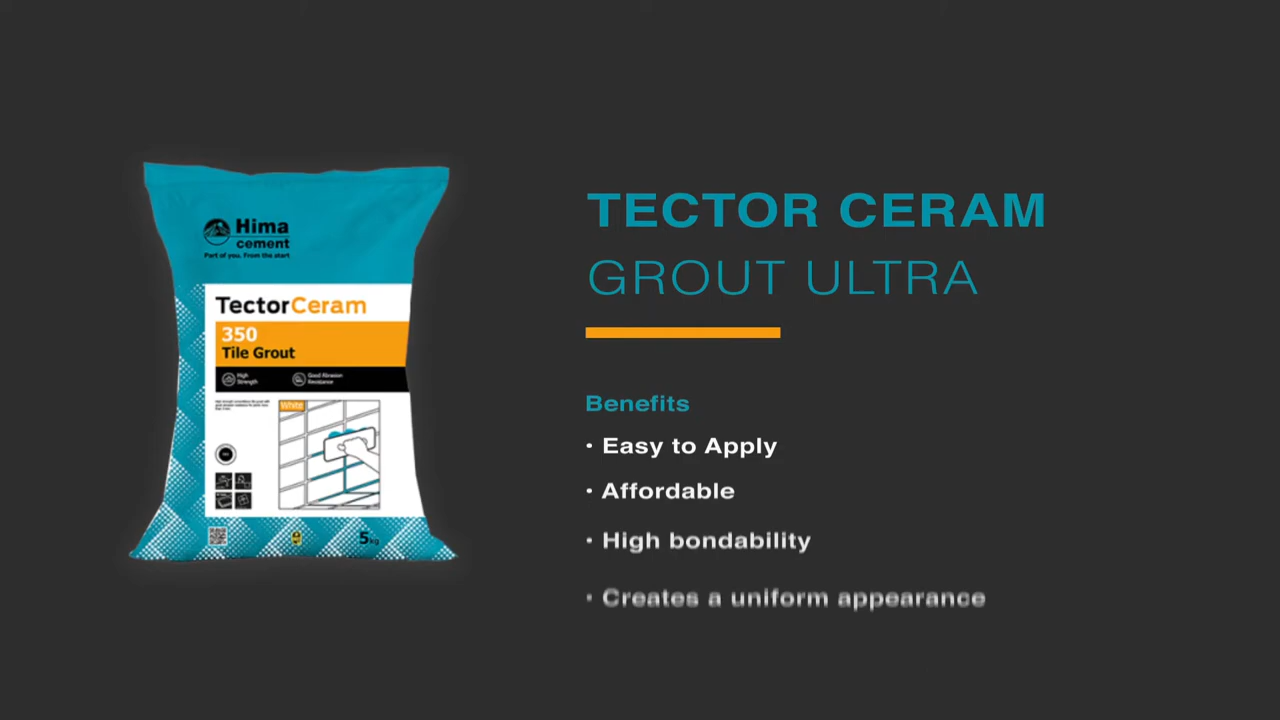 Hima
cement
Part of you. From the start
TectorCeram
350
Tile Grout
High
Strength
Good Abrasion
Resistance
White
5kg
TECTOR CERAM
GROUT ULTRA
Benefits
• Easy to Apply
• Affordable
• High bondability
• Creates a uniform appearance